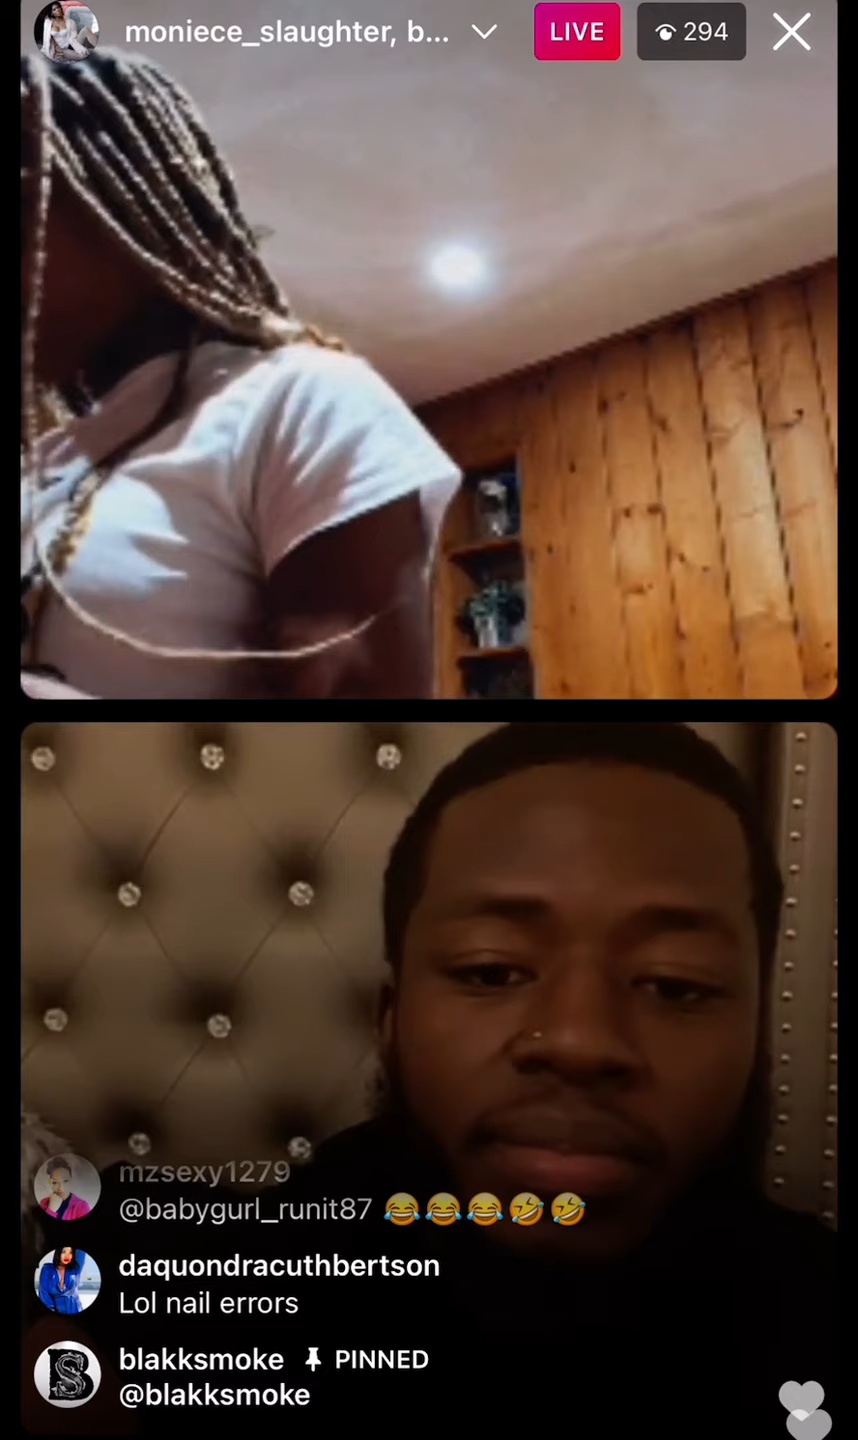 moniece_slaughter, b...
LIVE
294
mzsexy1279
@babygurl_runit87 😂😂😂🤣🤣
daquondracuthbertson
Lol nail errors
blakksmoke PINNED
@blakksmoke